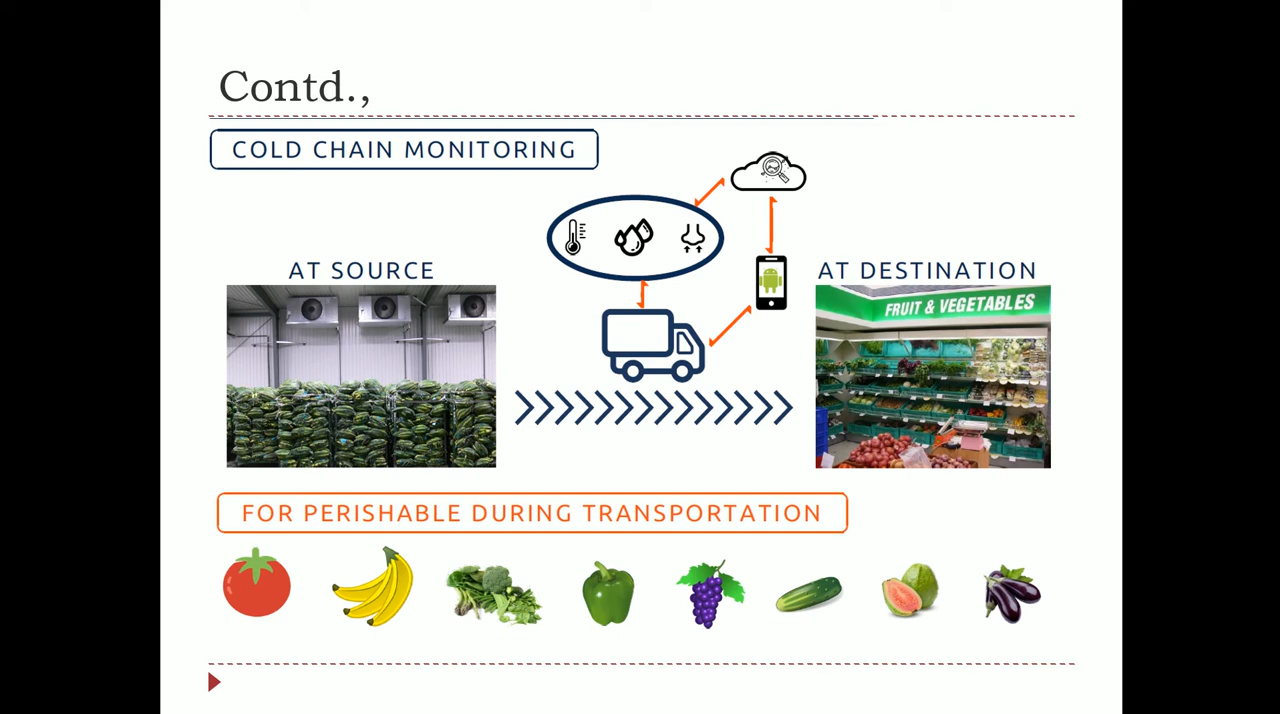 Contd.,
COLD CHAIN MONITORING
AT SOURCE
AT DESTINATION
FRUIT & VEGETABLES
FOR PERISHABLE DURING TRANSPORTATION